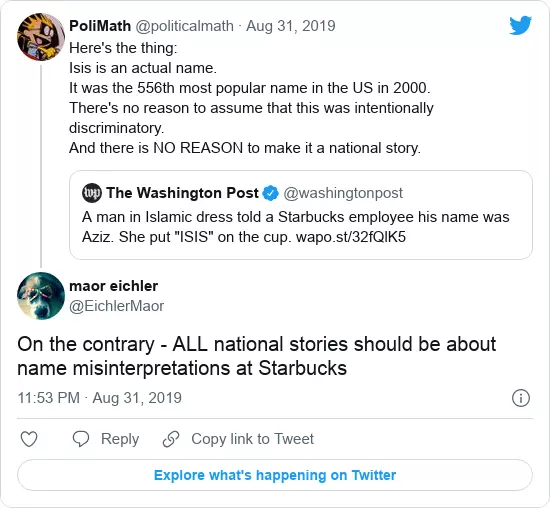 PoliMath @politicalmath · Aug 31, 2019
Here's the thing:
Isis is an actual name.
It was the 556th most popular name in the US in 2000.
There's no reason to assume that this was intentionally
discriminatory.
And there is NO REASON to make it a national story.
wp The Washington Post @washingtonpost
A man in Islamic dress told a Starbucks employee his name was
Aziz. She put "ISIS" on the cup. wapo.st/32fQlK5
maor eichler
@EichlerMaor
On the contrary - ALL national stories should be about
name misinterpretations at Starbucks
11:53 PM · Aug 31, 2019
Reply
Copy link to Tweet
Explore what's happening on Twitter